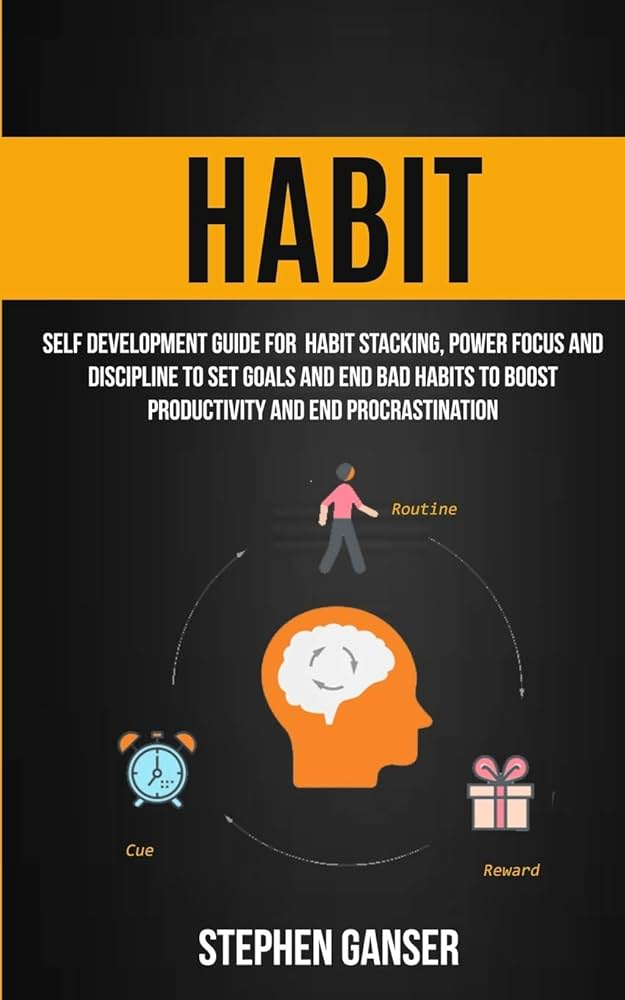 HABIT
SELF DEVELOPMENT GUIDE FOR HABIT STACKING, POWER FOCUS AND
DISCIPLINE TO SET GOALS AND END BAD HABITS TO BOOST
PRODUCTIVITY AND END PROCRASTINATION
Routine
Cue
Reward
STEPHEN GANSER